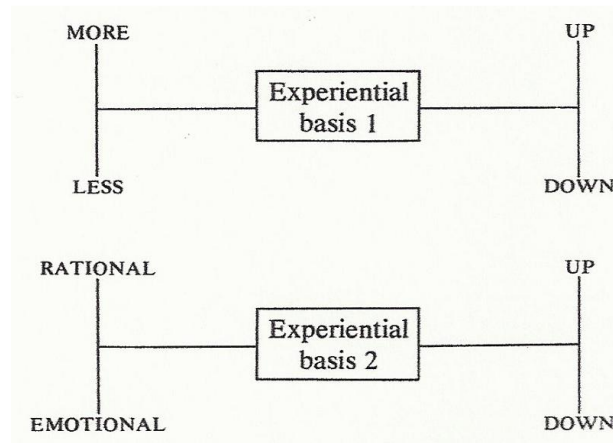 MORE UP
Experiential
basis 1
LESS DOWN
RATIONAL UP
Experiential
basis 2
EMOTIONAL DOWN